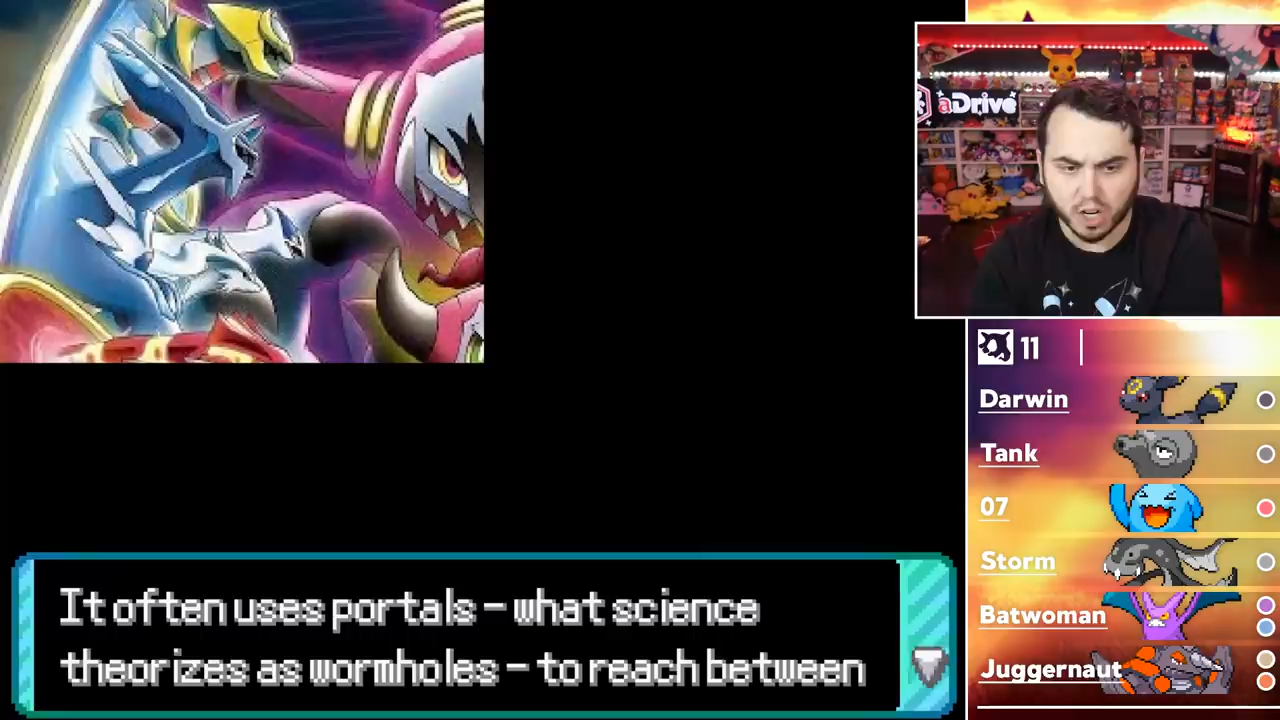 aDrive
11
Darwin
Tank
07
Storm
Batwoman
Juggernaut
It often uses portals – what science
theorizes as wormholes – to reach between